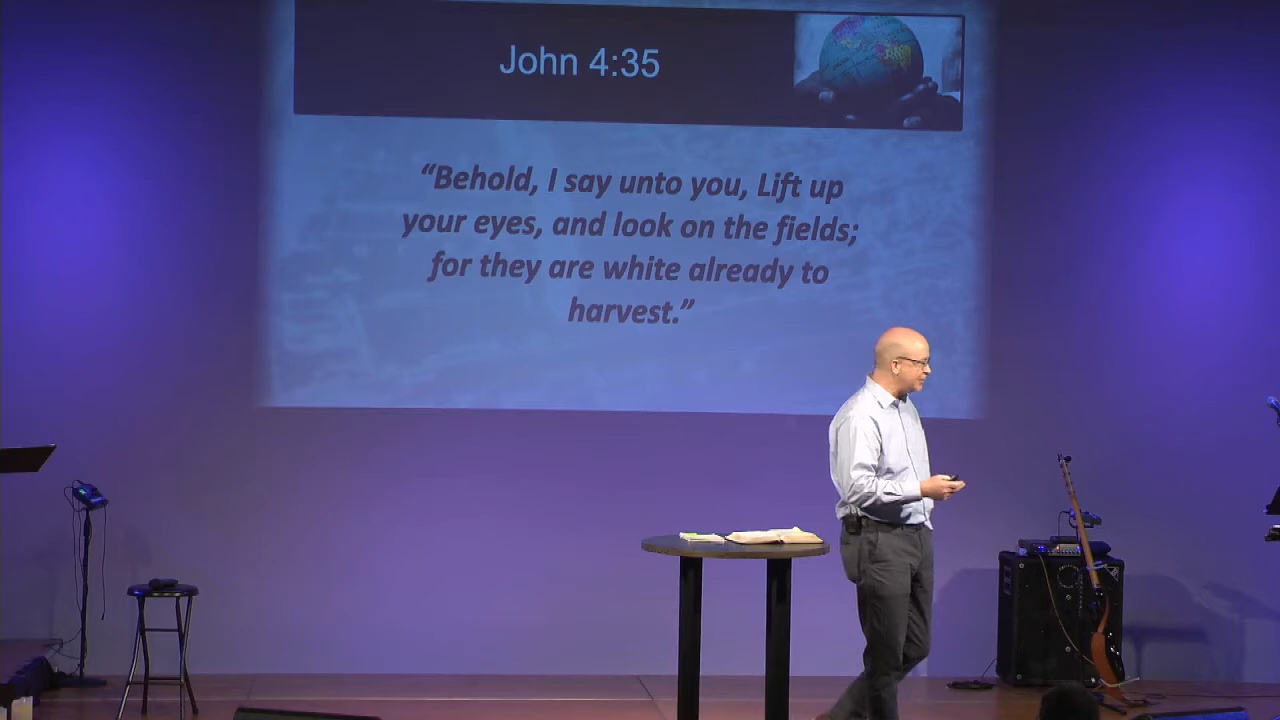 John 4:35
“Behold, I say unto you, Lift up
your eyes, and look on the fields;
for they are white already to
harvest.”